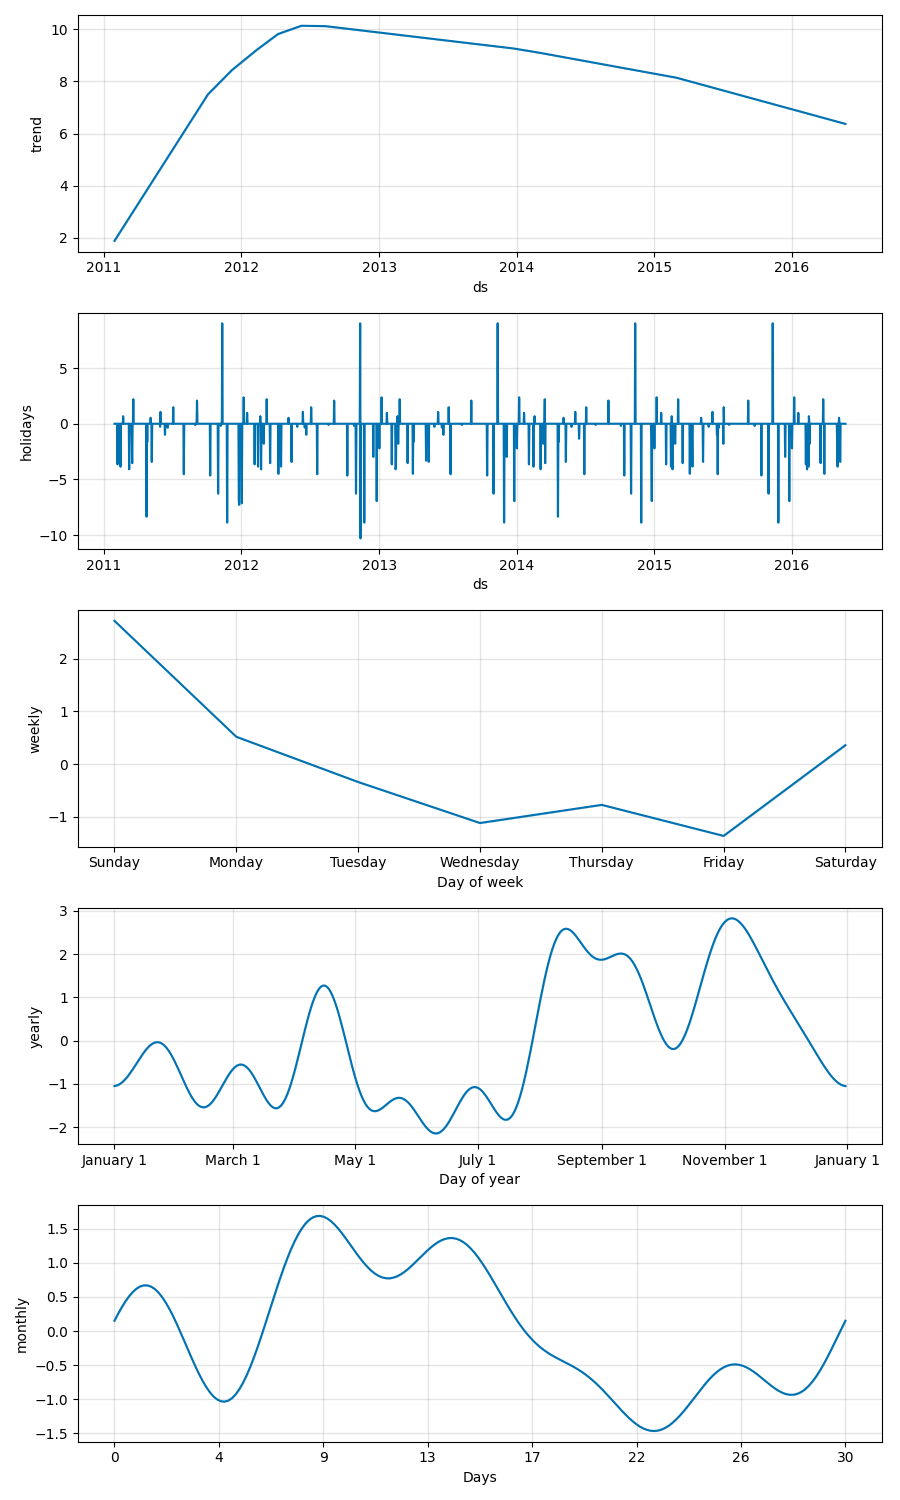 10
8
6
4
2
trend
2011 2012 2013 2014 2015 2016
ds
5
0
−5
−10
holidays
2011 2012 2013 2014 2015 2016
ds
2
1
0
−1
weekly
Sunday Monday Tuesday Wednesday Thursday Friday Saturday
Day of week
3
2
1
0
−1
−2
yearly
January 1 March 1 May 1 July 1 September 1 November 1 January 1
Day of year
1.5
1.0
0.5
0.0
−0.5
−1.0
−1.5
monthly
0 4 9 13 17 22 26 30
Days